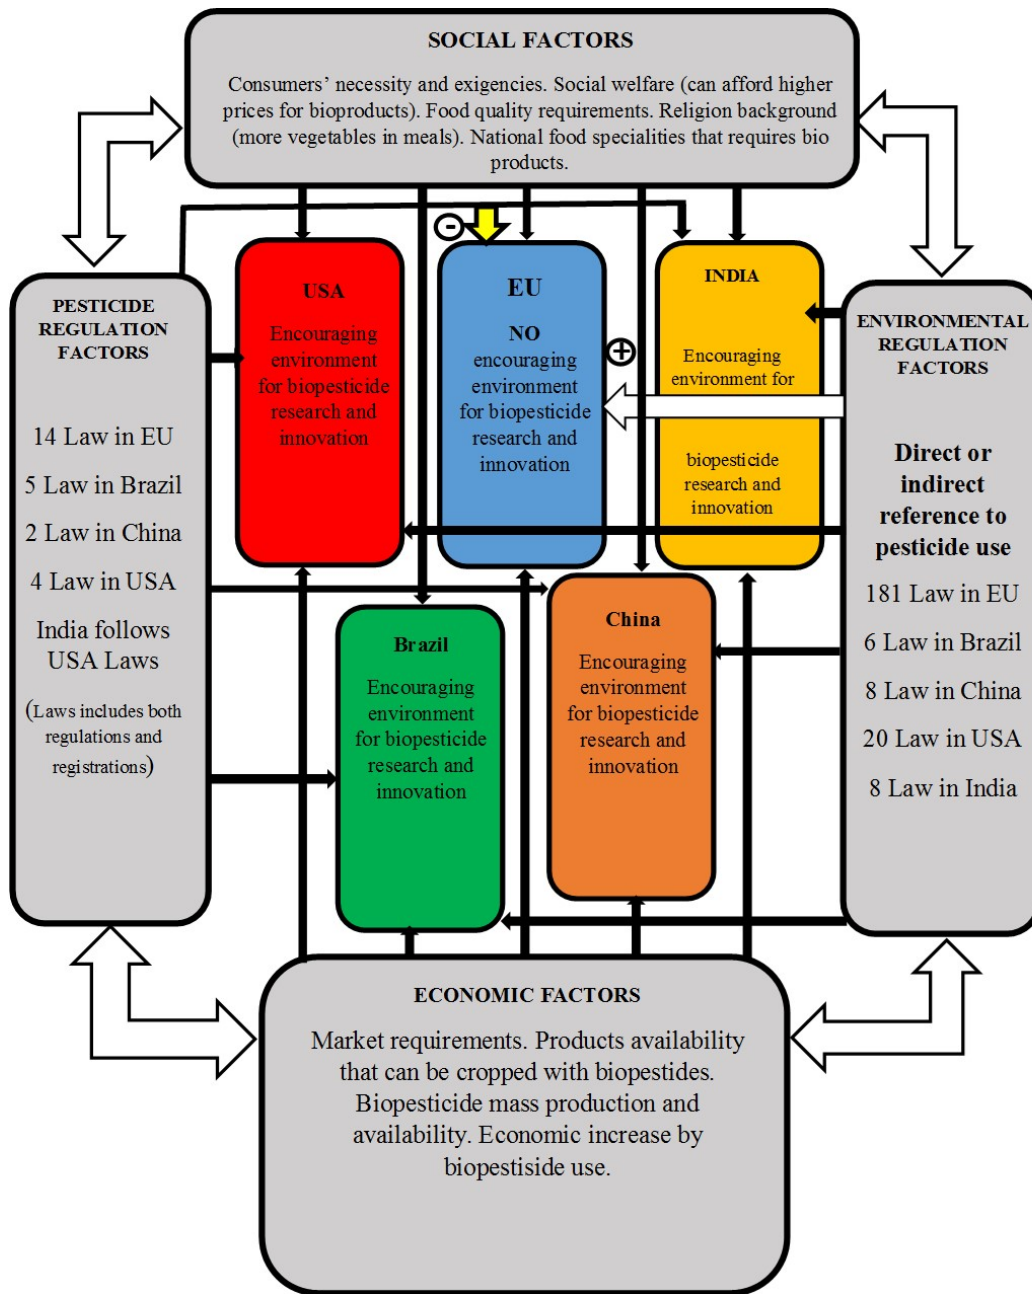 SOCIAL FACTORS
Consumers’ necessity and exigencies. Social welfare (can afford higher
prices for bioproducts). Food quality requirements. Religion background
(more vegetables in meals). National food specialities that requires bio
products.
-
+
PESTICIDE
REGULATION
FACTORS
14 Law in EU
5 Law in Brazil
2 Law in China
4 Law in USA
India follows
USA Laws
(Laws includes both
regulations and
registrations)
USA
Encouraging
environment
for biopesticide
research and
innovation
EU
NO
encouraging
environment
for biopesticide
research and
innovation
INDIA
Encouraging
environment for
biopesticide
research and
innovation
ENVIRONMENTAL
REGULATION
FACTORS
Direct or
indirect
reference to
pesticide use
181 Law in EU
6 Law in Brazil
8 Law in China
20 Law in USA
8 Law in India
Brazil
Encouraging
environment
for biopesticide
research and
innovation
China
Encouraging
environment
for biopesticide
research and
innovation
ECONOMIC FACTORS
Market requirements. Products availability
that can be cropped with biopestides.
Biopesticide mass production and
availability. Economic increase by
biopestiside use.